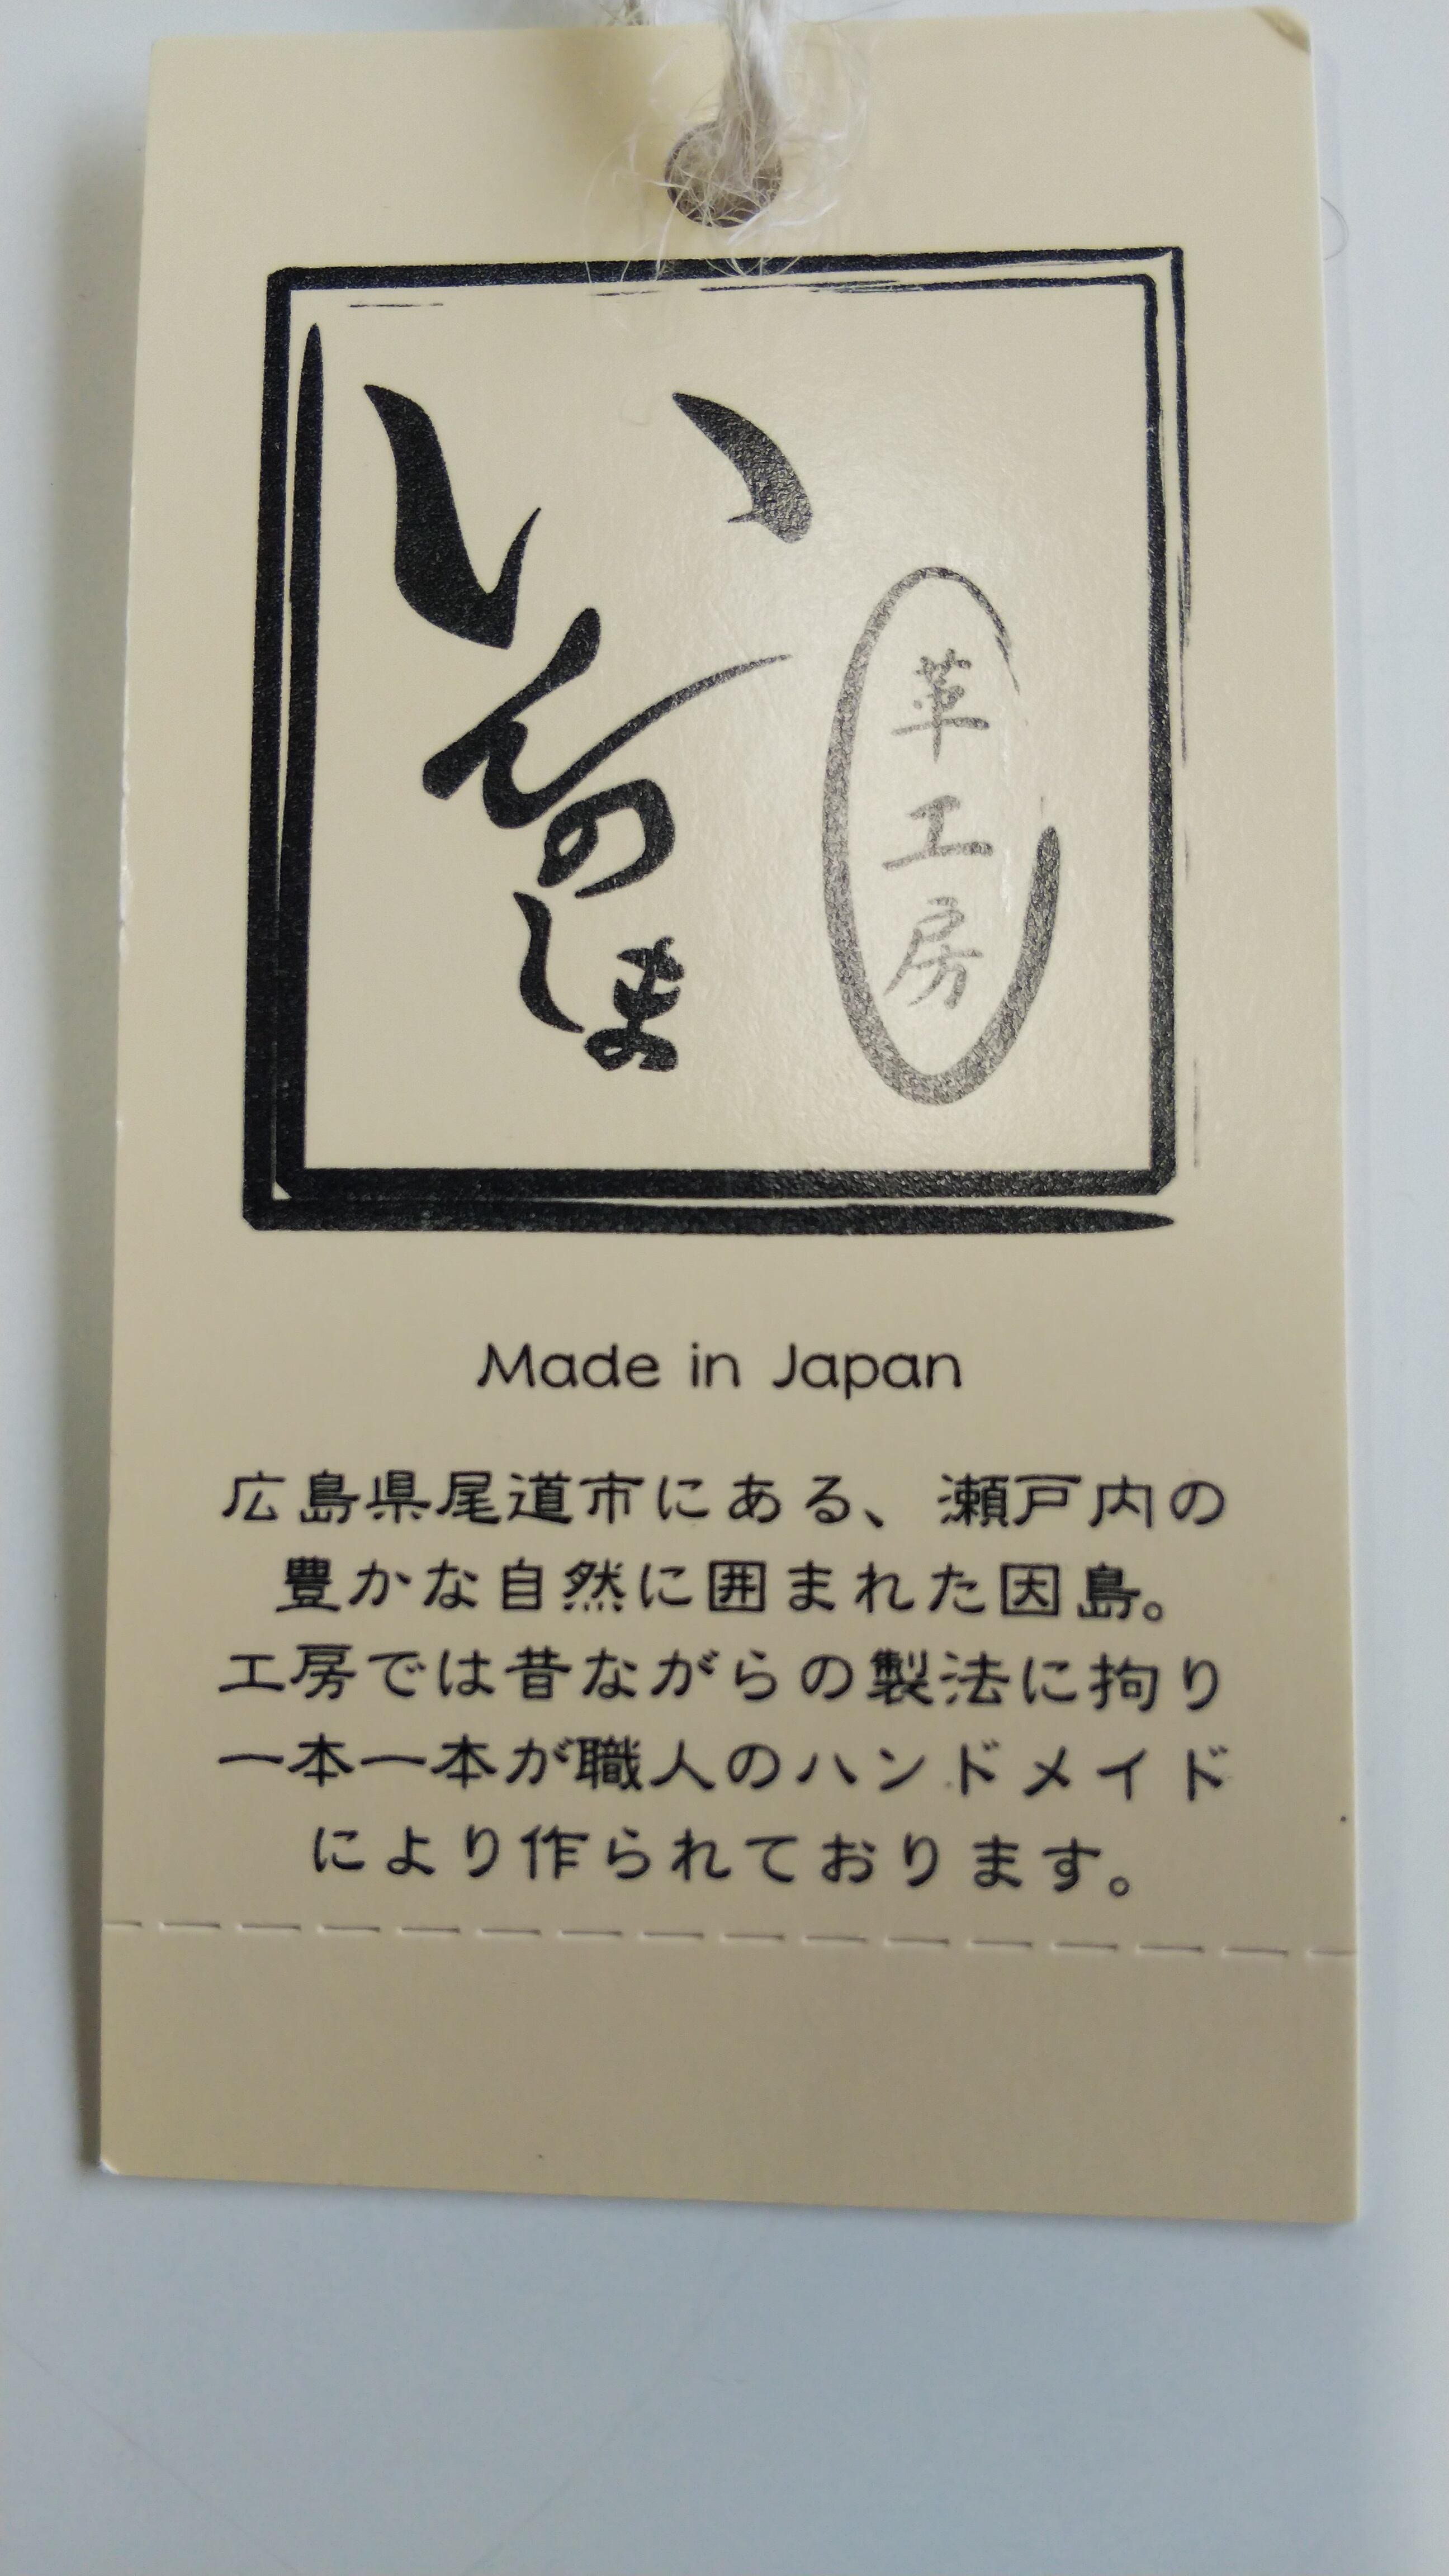 いんのしま
革工房
Made in Japan
広島県尾道市にある、瀬戸内の
豊かな自然に囲まれた因島。
工房では昔ながらの製法に拘り
一本一本が職人のハンドメイド
により作られております。